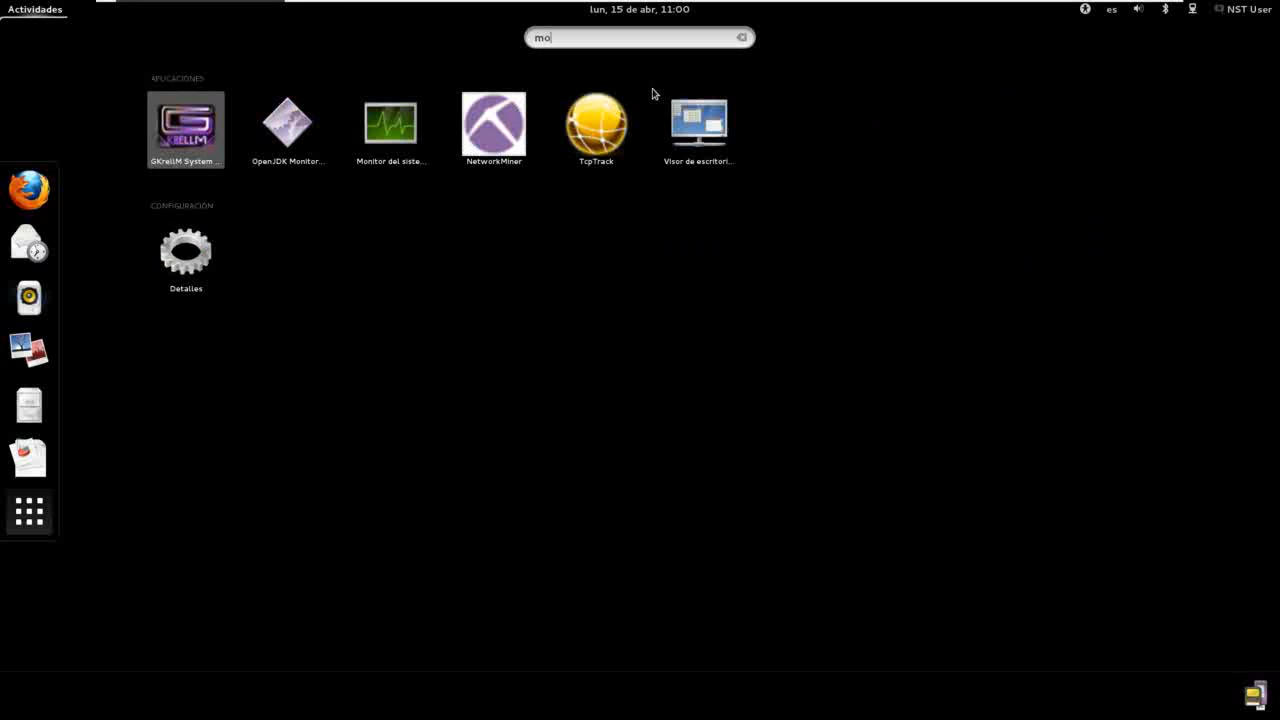 Actividades
lun, 15 de abr, 11:00
es
NST User
mo
APLICACIONES
GKrellM System ...
OpenJDK Monitor...
Monitor del siste...
NetworkMiner
TcpTrack
Visor de escritori...
CONFIGURACIÓN
Detalles